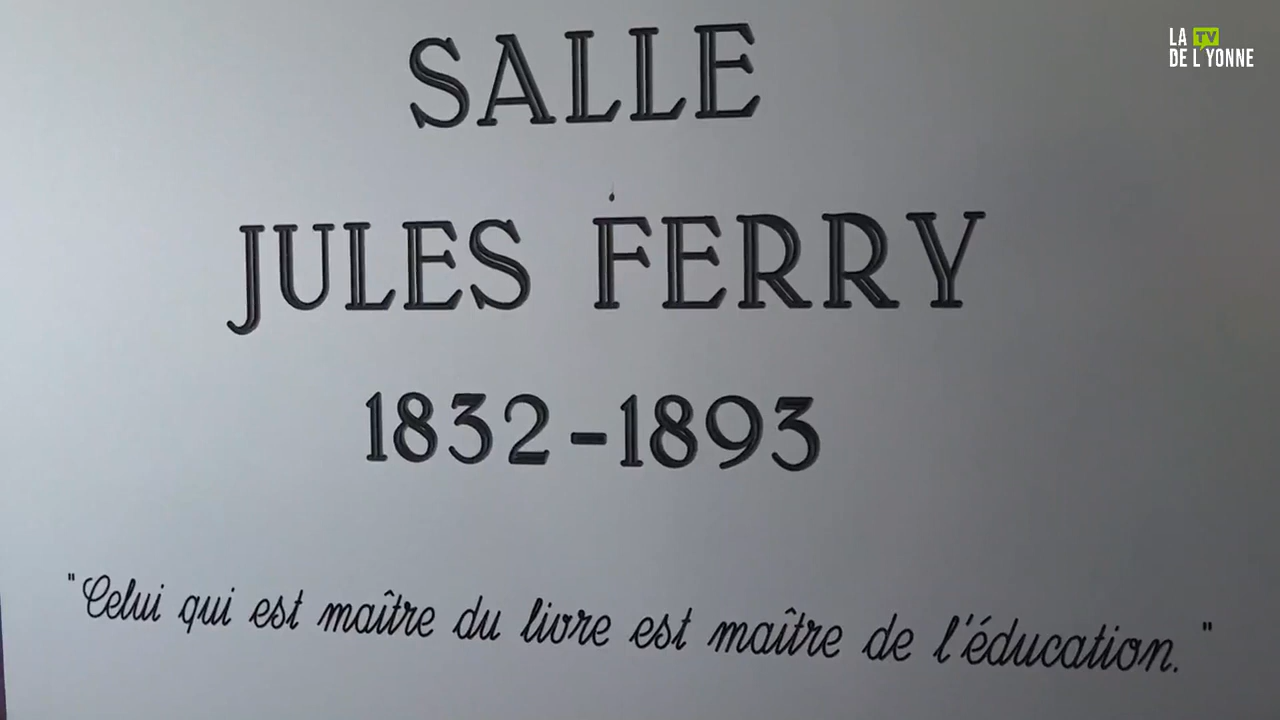 LA TV
DE L'YONNE
SALLE
JULES FERRY
1832-1893
"Celui qui est maître du livre est maître de l'éducation."